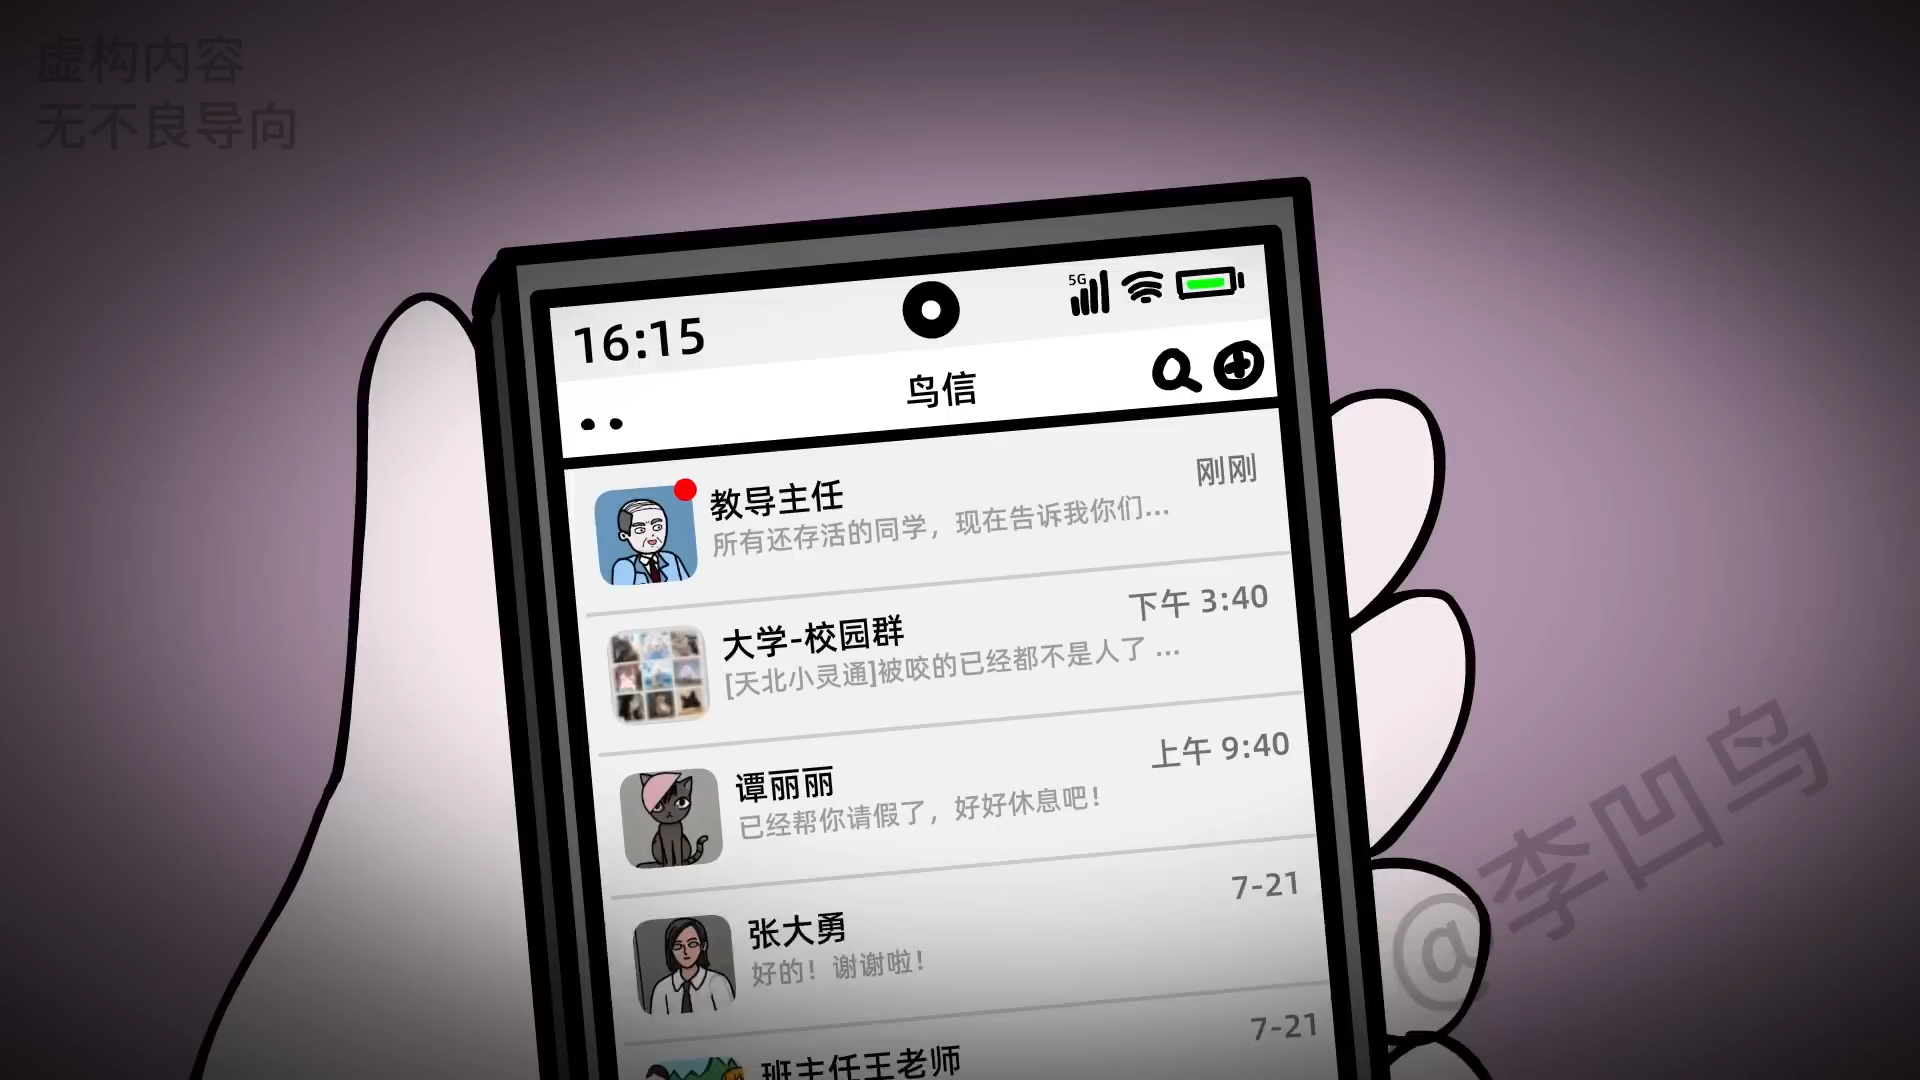 虚构内容
无不良导向
5G
16:15
鸟信
教导主任
刚刚
所有还存活的同学，现在告诉我你们...
大学-校园群
下午 3:40
[天北小灵通]被咬的已经都不是人了 ...
谭丽丽
上午 9:40
已经帮你请假了，好好休息吧！
张大勇
7-21
好的！谢谢啦！
班主任王老师
7-21
@李凹鸟